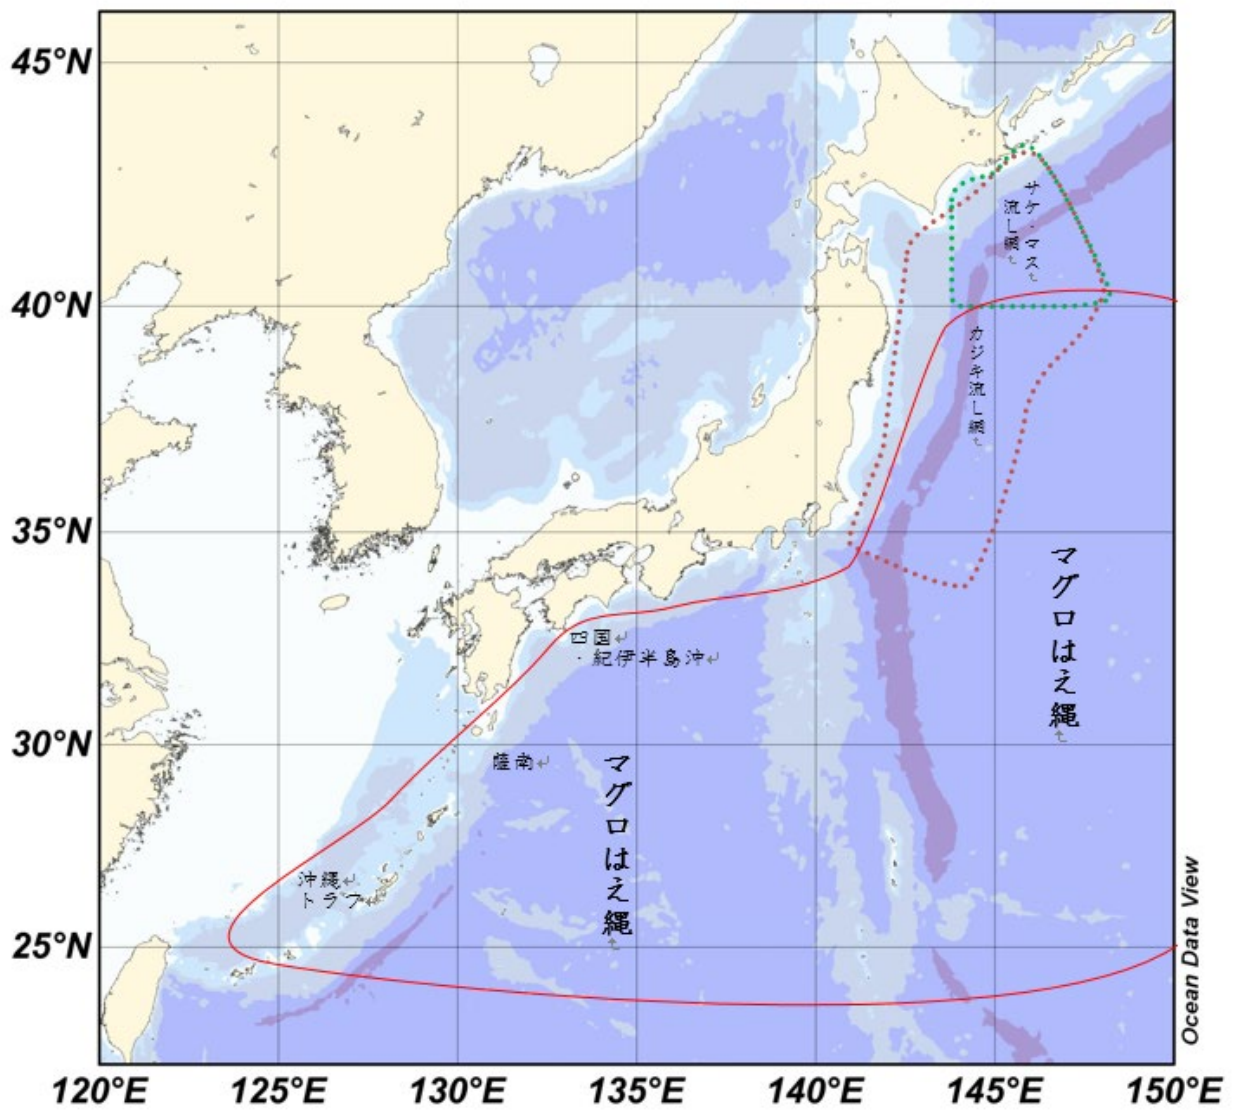 45°N
40°N
35°N
30°N
25°N
サケ・マス
流し網
カジキ流し網
マグロはえ縄
四国
・紀伊半島沖
薩南
マグロはえ縄
沖縄
トラフ
Ocean Data View
120°E
125°E
130°E
135°E
140°E
145°E
150°E